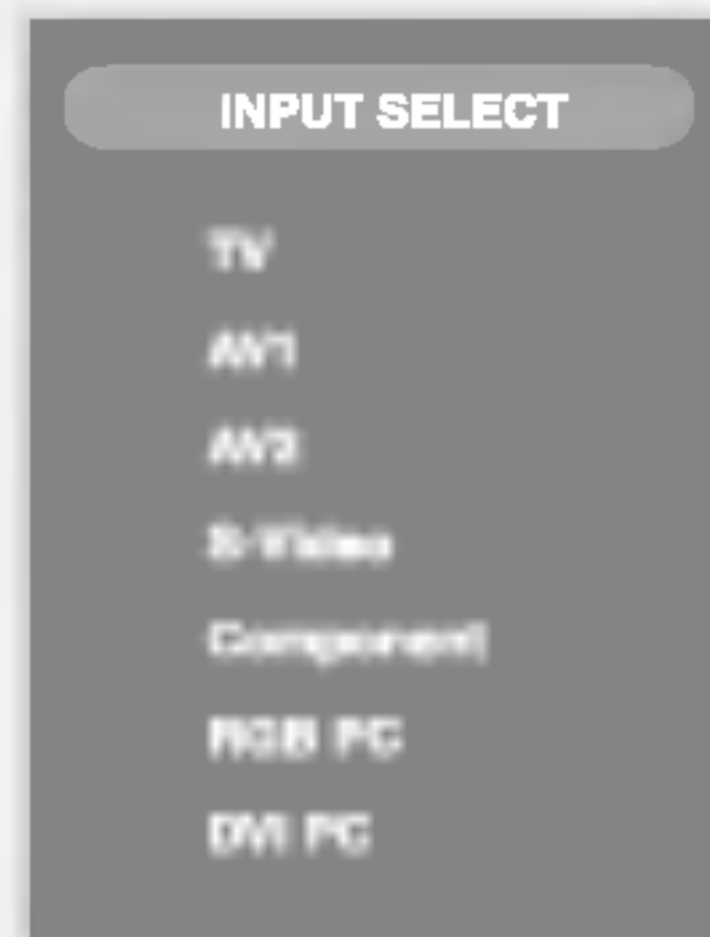 INPUT SELECT
TV
AV1
AV2
S-Video
Component
RGB PC
DVI PC